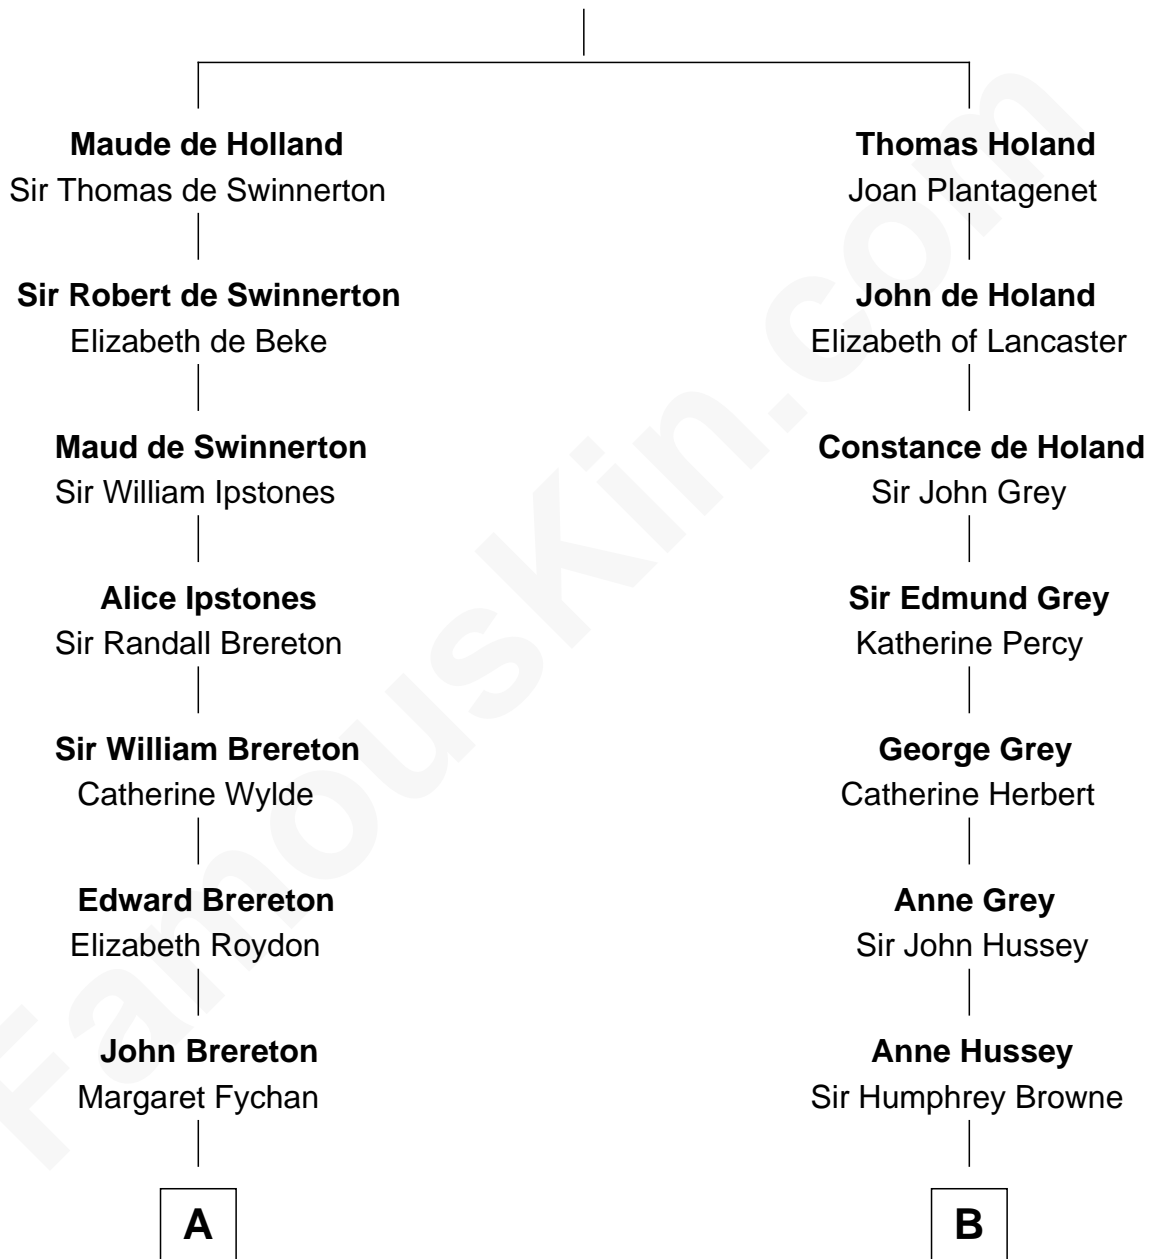 Maude de Holland
Sir Thomas de Swinnerton
Sir Robert de Swinnerton
Elizabeth de Beke
Maud de Swinnerton
Sir William Ipstones
Alice Ipstones
Sir Randall Brereton
Sir William Brereton
Catherine Wylde
Edward Brereton
Elizabeth Roydon
John Brereton
Margaret Fychan
A
Thomas Holand
Joan Plantagenet
John de Holand
Elizabeth of Lancaster
Constance de Holand
Sir John Grey
Sir Edmund Grey
Katherine Percy
George Grey
Catherine Herbert
Anne Grey
Sir John Hussey
Anne Hussey
Sir Humphrey Browne
B
FamousKin.com